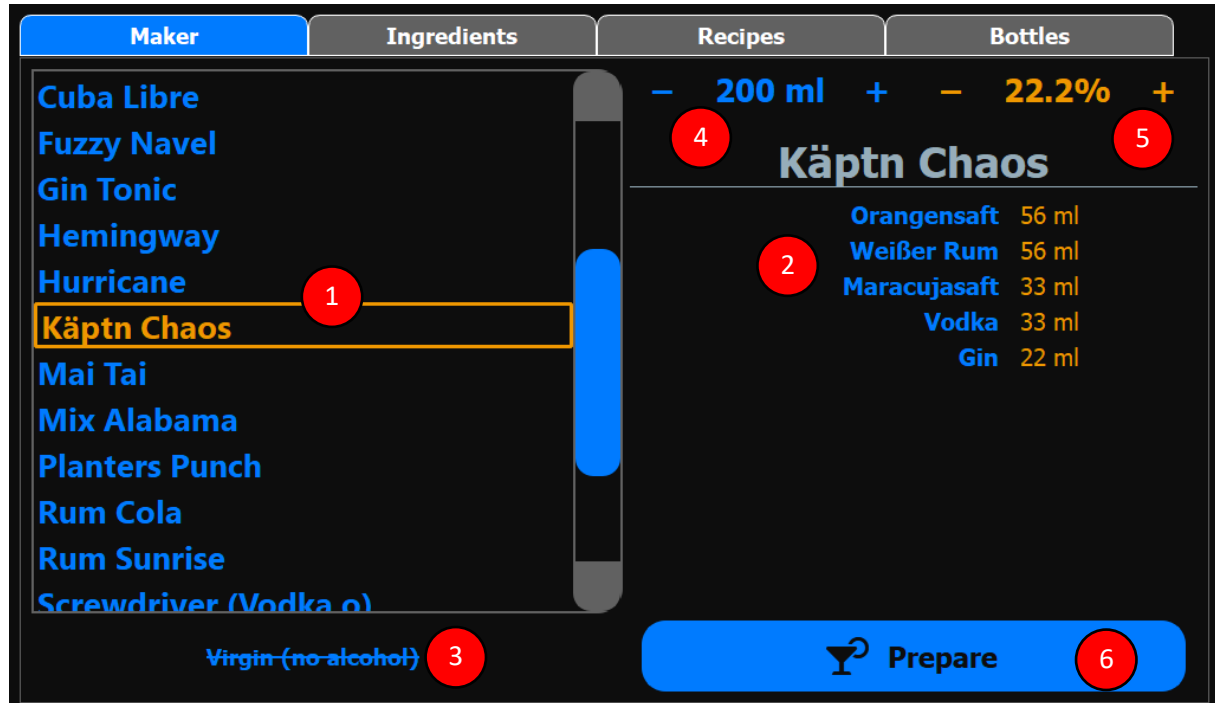 Maker Ingredients Recipes Bottles
Cuba Libre
Fuzzy Navel
Gin Tonic
Hemingway
Hurricane
1
Käptn Chaos
Mai Tai
Mix Alabama
Planters Punch
Rum Cola
Rum Sunrise
Screwdriver (Vodka o)
Virgin (no alcohol) 3
− 200 ml + − 22.2% +
4 5
Käptn Chaos
Orangensaft 56 ml
2 Weißer Rum 56 ml
Maracujasaft 33 ml
Vodka 33 ml
Gin 22 ml
Prepare 6